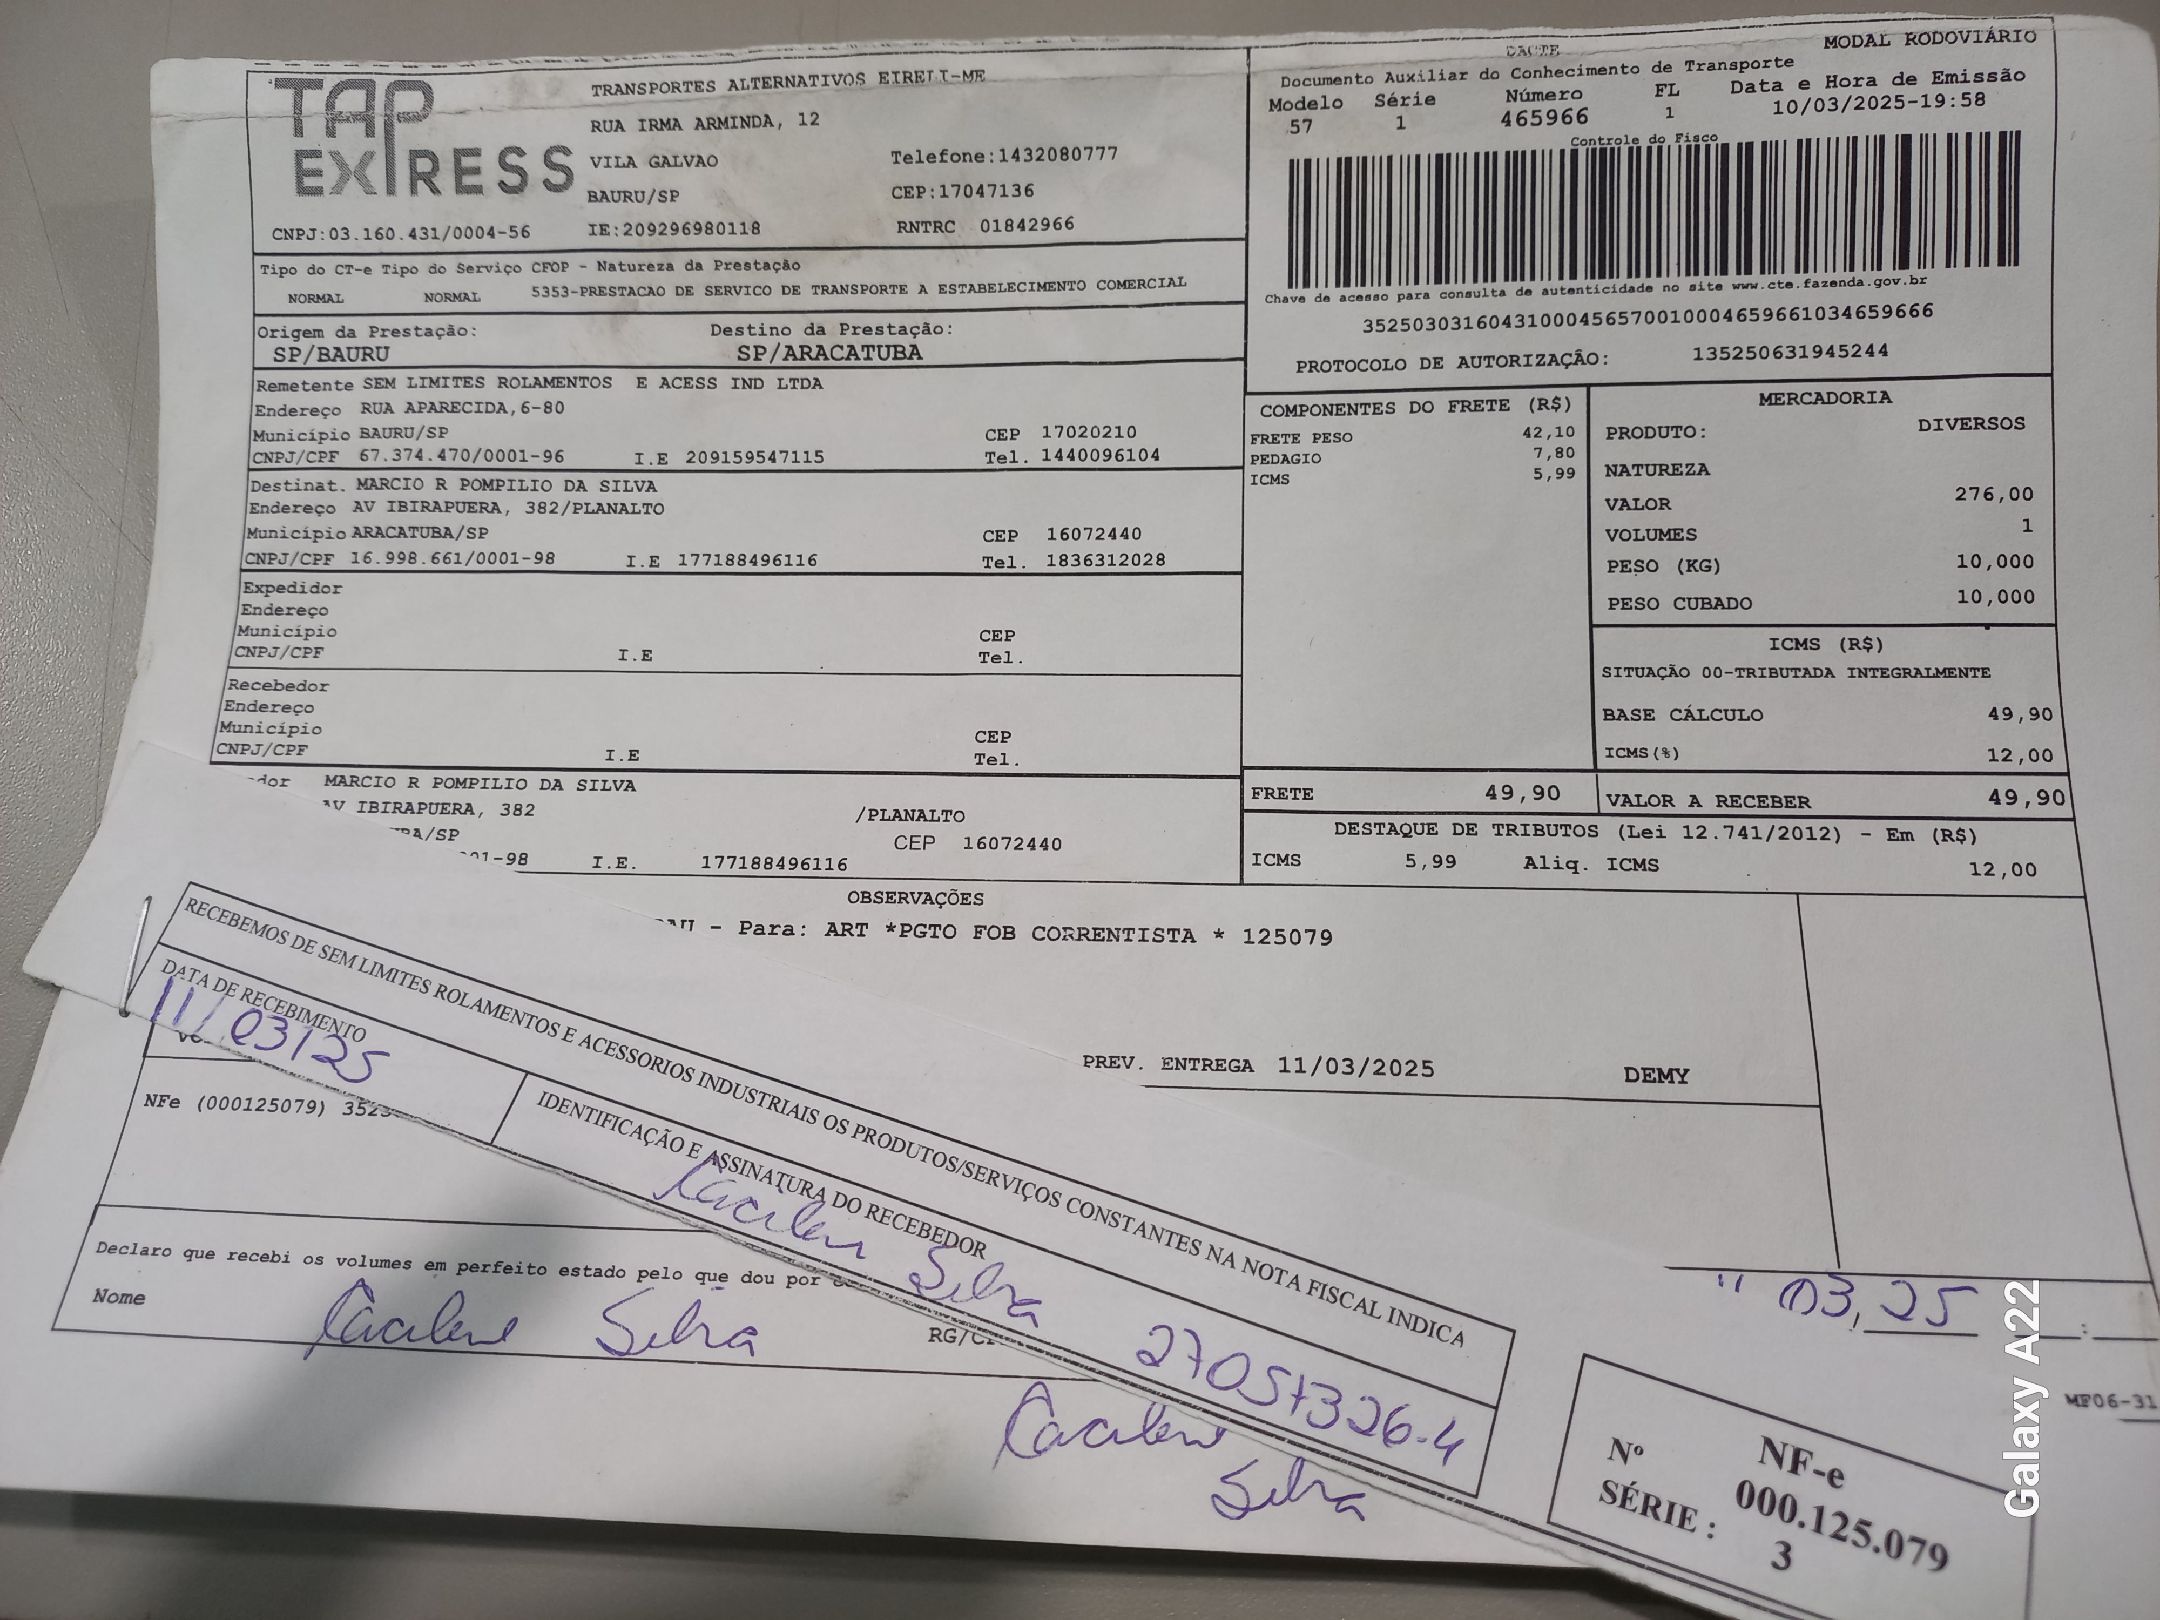 TAP EXPRESS
TRANSPORTES ALTERNATIVOS EIRELI-ME
RUA IRMA ARMINDA, 12
VILA GALVAO Telefone:1432080777
BAURU/SP CEP:17047136
CNPJ:03.160.431/0004-56 IE:209296980118 RNTRC 01842966
DACTE MODAL RODOVIÁRIO
Documento Auxiliar do Conhecimento de Transporte
Modelo Série Número FL Data e Hora de Emissão
57 1 465966 1 10/03/2025-19:58
Controle do Fisco
Chave de acesso para consulta de autenticidade no site www.cte.fazenda.gov.br
35250303160431000456570010004659661034659666
PROTOCOLO DE AUTORIZAÇÃO: 135250631945244
Tipo do CT-e Tipo do Serviço CFOP - Natureza da Prestação
NORMAL NORMAL 5353-PRESTACAO DE SERVICO DE TRANSPORTE A ESTABELECIMENTO COMERCIAL
Origem da Prestação: Destino da Prestação:
SP/BAURU SP/ARACATUBA
Remetente SEM LIMITES ROLAMENTOS E ACESS IND LTDA
Endereço RUA APARECIDA,6-80
Município BAURU/SP CEP 17020210
CNPJ/CPF 67.374.470/0001-96 I.E 209159547115 Tel. 1440096104
Destinat. MARCIO R POMPILIO DA SILVA
Endereço AV IBIRAPUERA, 382/PLANALTO
Município ARACATUBA/SP CEP 16072440
CNPJ/CPF 16.998.661/0001-98 I.E 177188496116 Tel. 1836312028
Expedidor
Endereço
Município CEP
CNPJ/CPF I.E Tel.
Recebedor
Endereço
Município CEP
CNPJ/CPF I.E Tel.
MARCIO R POMPILIO DA SILVA
AV IBIRAPUERA, 382 /PLANALTO
/SP CEP 16072440
01-98 I.E. 177188496116
COMPONENTES DO FRETE (R$)
FRETE PESO 42,10
PEDAGIO 7,80
ICMS 5,99
MERCADORIA
PRODUTO: DIVERSOS
NATUREZA
VALOR 276,00
VOLUMES 1
PESO (KG) 10,000
PESO CUBADO 10,000
ICMS (R$)
SITUAÇÃO 00-TRIBUTADA INTEGRALMENTE
BASE CÁLCULO 49,90
ICMS(%) 12,00
FRETE 49,90 VALOR A RECEBER 49,90
DESTAQUE DE TRIBUTOS (Lei 12.741/2012) - Em (R$)
ICMS 5,99 Aliq. ICMS 12,00
OBSERVAÇÕES
- Para: ART *PGTO FOB CORRENTISTA * 125079
PREV. ENTREGA 11/03/2025 DEMY
RECEBEMOS DE SEM LIMITES ROLAMENTOS E ACESSORIOS INDUSTRIAIS OS PRODUTOS/SERVIÇOS CONSTANTES NA NOTA FISCAL INDICA
DATA DE RECEBIMENTO
11/03/25
IDENTIFICAÇÃO E ASSINATURA DO RECEBEDOR
Silva 27057326-4
NFe (000125079) 352
Declaro que recebi os volumes em perfeito estado pelo que dou por
Nome Silva RG/C
Silva
11 03, 25 :
MF06-31
NF-e
Nº 000.125.079
SÉRIE: 3
Galaxy A22